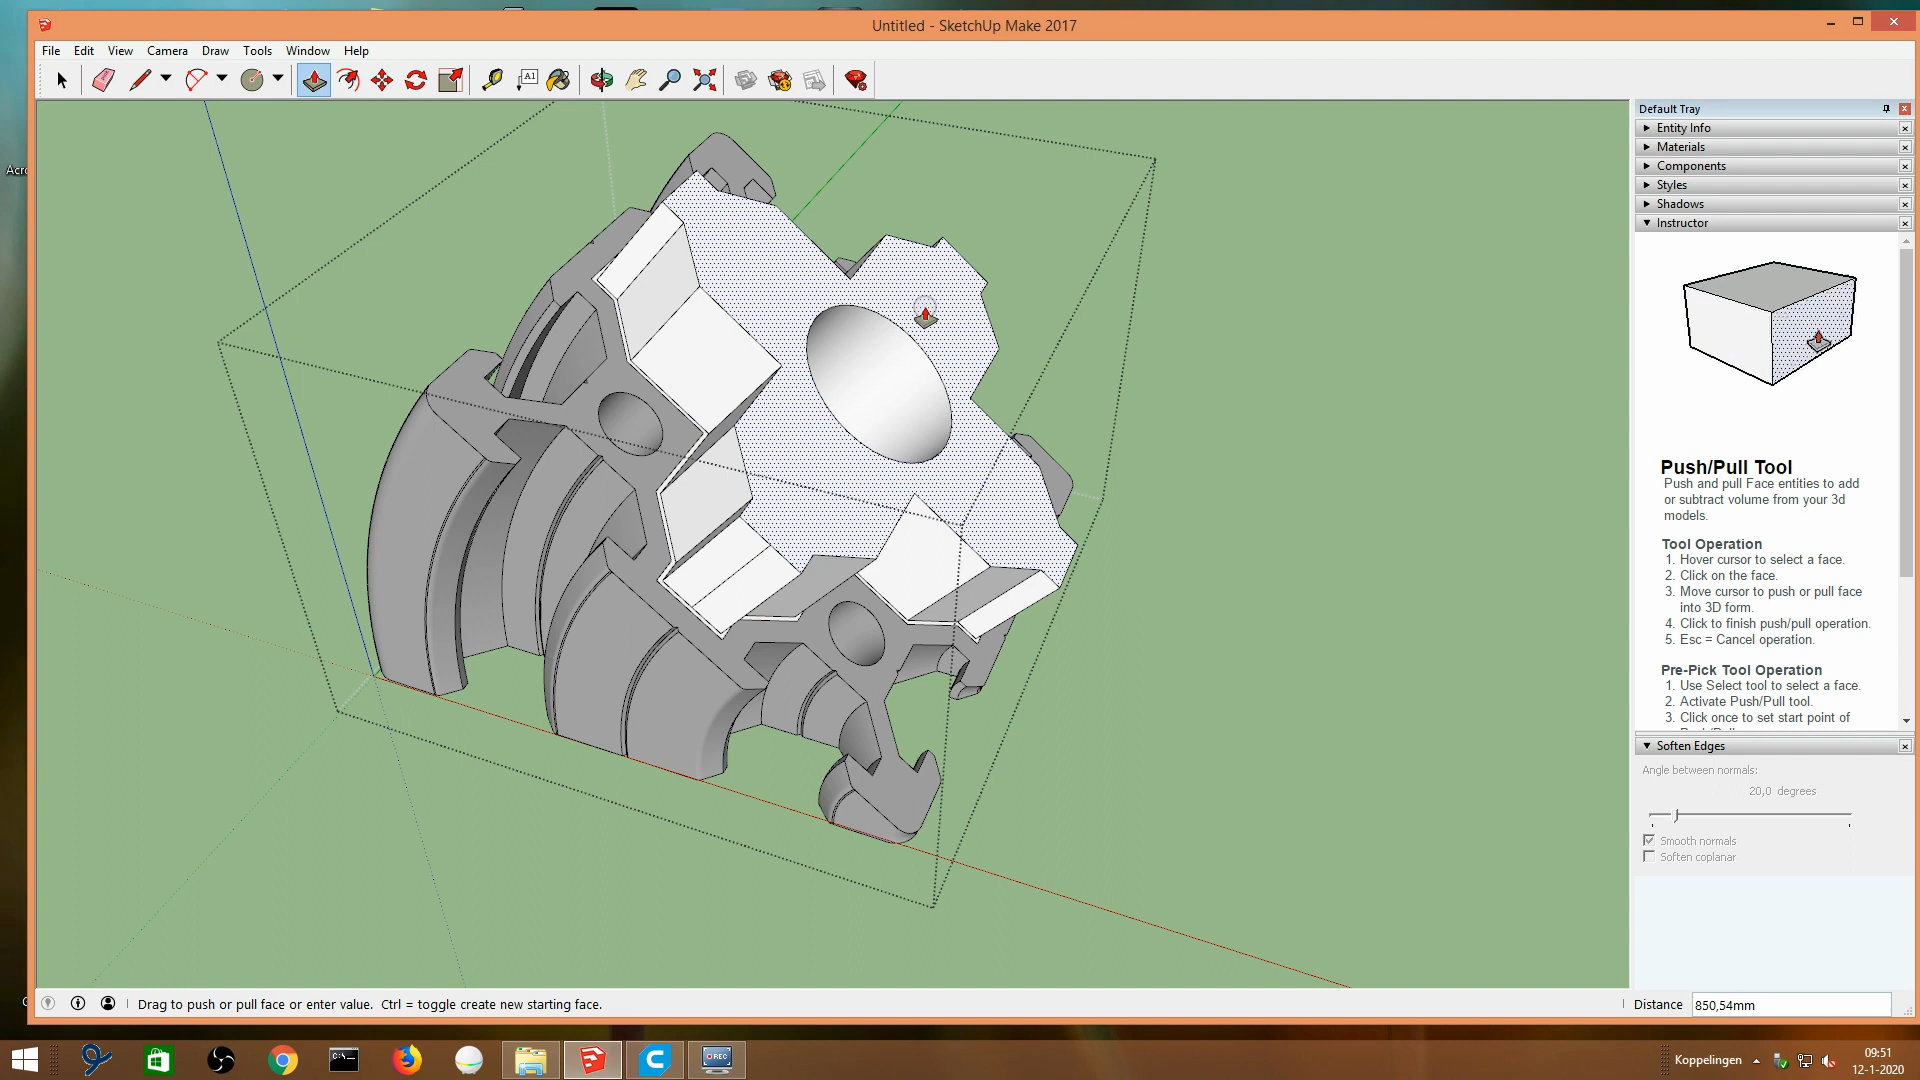 Untitled - SketchUp Make 2017
File Edit View Camera Draw Tools Window Help
A1
Default Tray
Entity Info
Materials
Components
Styles
Shadows
Instructor
Push/Pull Tool
Push and pull Face entities to add
or subtract volume from your 3d
models.
Tool Operation
1. Hover cursor to select a face.
2. Click on the face.
3. Move cursor to push or pull face
into 3D form.
4. Click to finish push/pull operation.
5. Esc = Cancel operation.
Pre-Pick Tool Operation
1. Use Select tool to select a face.
2. Activate Push/Pull tool.
3. Click once to set start point of
Soften Edges
Angle between normals:
20,0 degrees
Smooth normals
Soften coplanar
Drag to push or pull face or enter value. Ctrl = toggle create new starting face.
Distance 850,54mm
REC
Koppelingen
09:51
12-1-2020